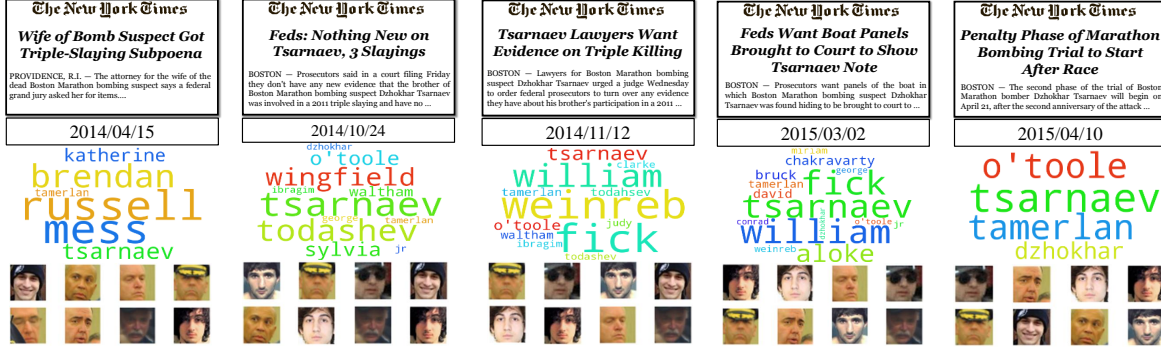 The New York Times
Wife of Bomb Suspect Got
Triple-Slaying Subpoena
PROVIDENCE, R.I. — The attorney for the wife of the
dead Boston Marathon bombing suspect says a federal
grand jury asked her for items....
2014/04/15
katherine
brendan
tamerlan
russell
mess
tsarnaev
The New York Times
Feds: Nothing New on
Tsarnaev, 3 Slayings
BOSTON — Prosecutors said in a court filing Friday
they don't have any new evidence that the brother of
Boston Marathon bombing suspect Dzhokhar Tsarnaev
was involved in a 2011 triple slaying and have no ...
2014/10/24
dzhokhar
o'toole
wingfield
ibragim waltham
tsarnaev
george tamerlan
todashev
sylvia jr
The New York Times
Tsarnaev Lawyers Want
Evidence on Triple Killing
BOSTON — Lawyers for Boston Marathon bombing
suspect Dzhokhar Tsarnaev urged a judge Wednesday
to order federal prosecutors to turn over any evidence
they have about his brother's participation in a 2011 ...
2014/11/12
tsarnaev
clarke
william
tamerlan todahsev
weinreb
o'toole judy
waltham fick
ibragim
todashev
The New York Times
Feds Want Boat Panels
Brought to Court to Show
Tsarnaev Note
BOSTON — Prosecutors want panels of the boat in
which Boston Marathon bombing suspect Dzhokhar
Tsarnaev was found hiding to be brought to court to ...
2015/03/02
miriam
chakravarty
bruck george
tamerlan fick
david
tsarnaev
conrad dzhokhar o'toole jr
william
weinreb aloke
The New York Times
Penalty Phase of Marathon
Bombing Trial to Start
After Race
BOSTON — The second phase of the trial of Boston
Marathon bomber Dzhokhar Tsarnaev will begin on
April 21, after the second anniversary of the attack ...
2015/04/10
o'toole
tsarnaev
tamerlan
dzhokhar